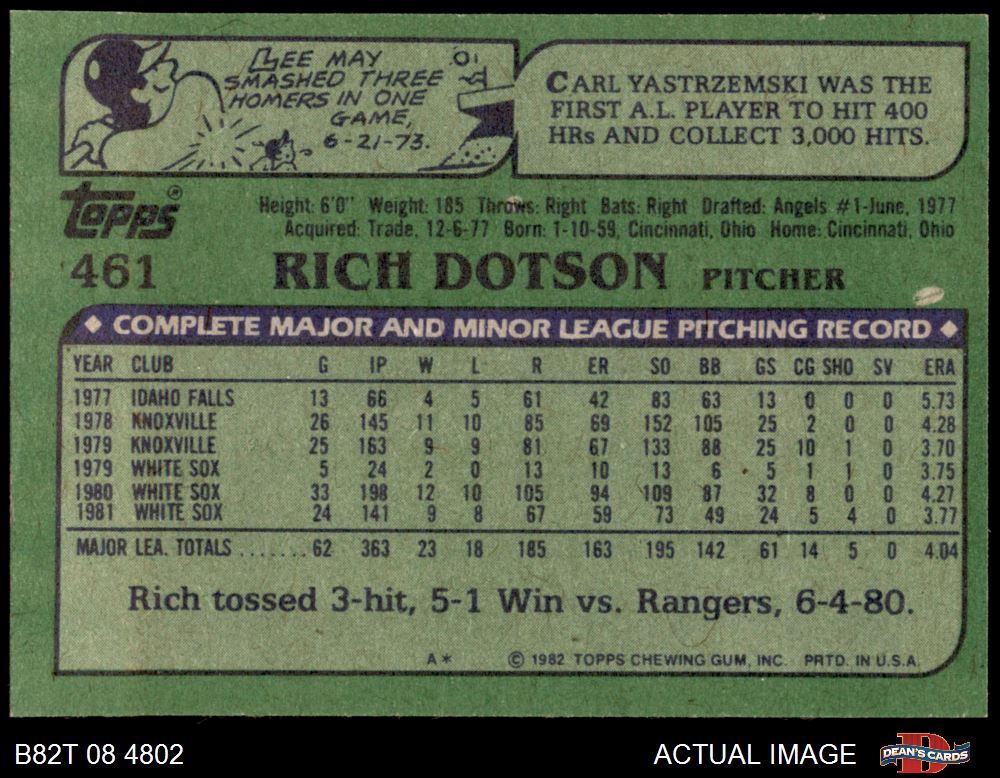 LEE MAY
SMASHED THREE
HOMERS IN ONE
GAME,
6-21-73.
CARL YASTRZEMSKI WAS THE
FIRST A.L. PLAYER TO HIT 400
HRs AND COLLECT 3,000 HITS.
topps®
Height: 6'0" Weight: 185 Throws: Right Bats: Right Drafted: Angels #1-June, 1977
Acquired: Trade, 12-6-77 Born: 1-10-59, Cincinnati, Ohio Home: Cincinnati, Ohio
461 RICH DOTSON PITCHER
◆ COMPLETE MAJOR AND MINOR LEAGUE PITCHING RECORD ◆
YEAR CLUB G IP W L R ER SO BB GS CG SHO SV ERA
1977 IDAHO FALLS 13 66 4 5 61 42 83 63 13 0 0 0 5.73
1978 KNOXVILLE 26 145 11 10 85 69 152 105 25 2 0 0 4.28
1979 KNOXVILLE 25 163 9 9 81 67 133 88 25 10 1 0 3.70
1979 WHITE SOX 5 24 2 0 13 10 13 6 5 1 1 0 3.75
1980 WHITE SOX 33 198 12 10 105 94 109 87 32 8 0 0 4.27
1981 WHITE SOX 24 141 9 8 67 59 73 49 24 5 4 0 3.77
MAJOR LEA. TOTALS ....... 62 363 23 18 185 163 195 142 61 14 5 0 4.04
Rich tossed 3-hit, 5-1 Win vs. Rangers, 6-4-80.
A* © 1982 TOPPS CHEWING GUM, INC. PRTD. IN U.S.A.
B82T 08 4802 ACTUAL IMAGE DEAN'S CARDS